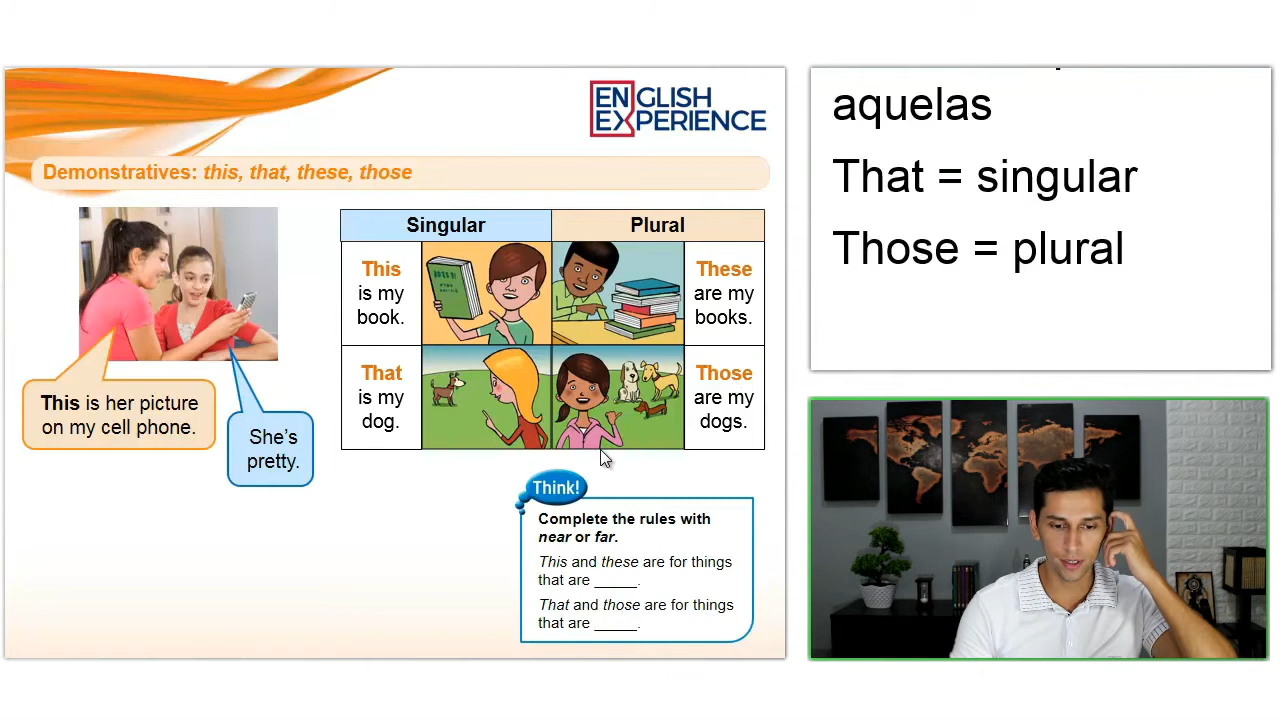 ENGLISH
EXPERIENCE
Demonstratives: this, that, these, those
This is her picture
on my cell phone.
She's
pretty.
Singular
Plural
This
is my
book.
These
are my
books.
That
is my
dog.
Those
are my
dogs.
Think!
Complete the rules with
near or far.
This and these are for things
that are _____.
That and those are for things
that are _____.
aquelas
That = singular
Those = plural